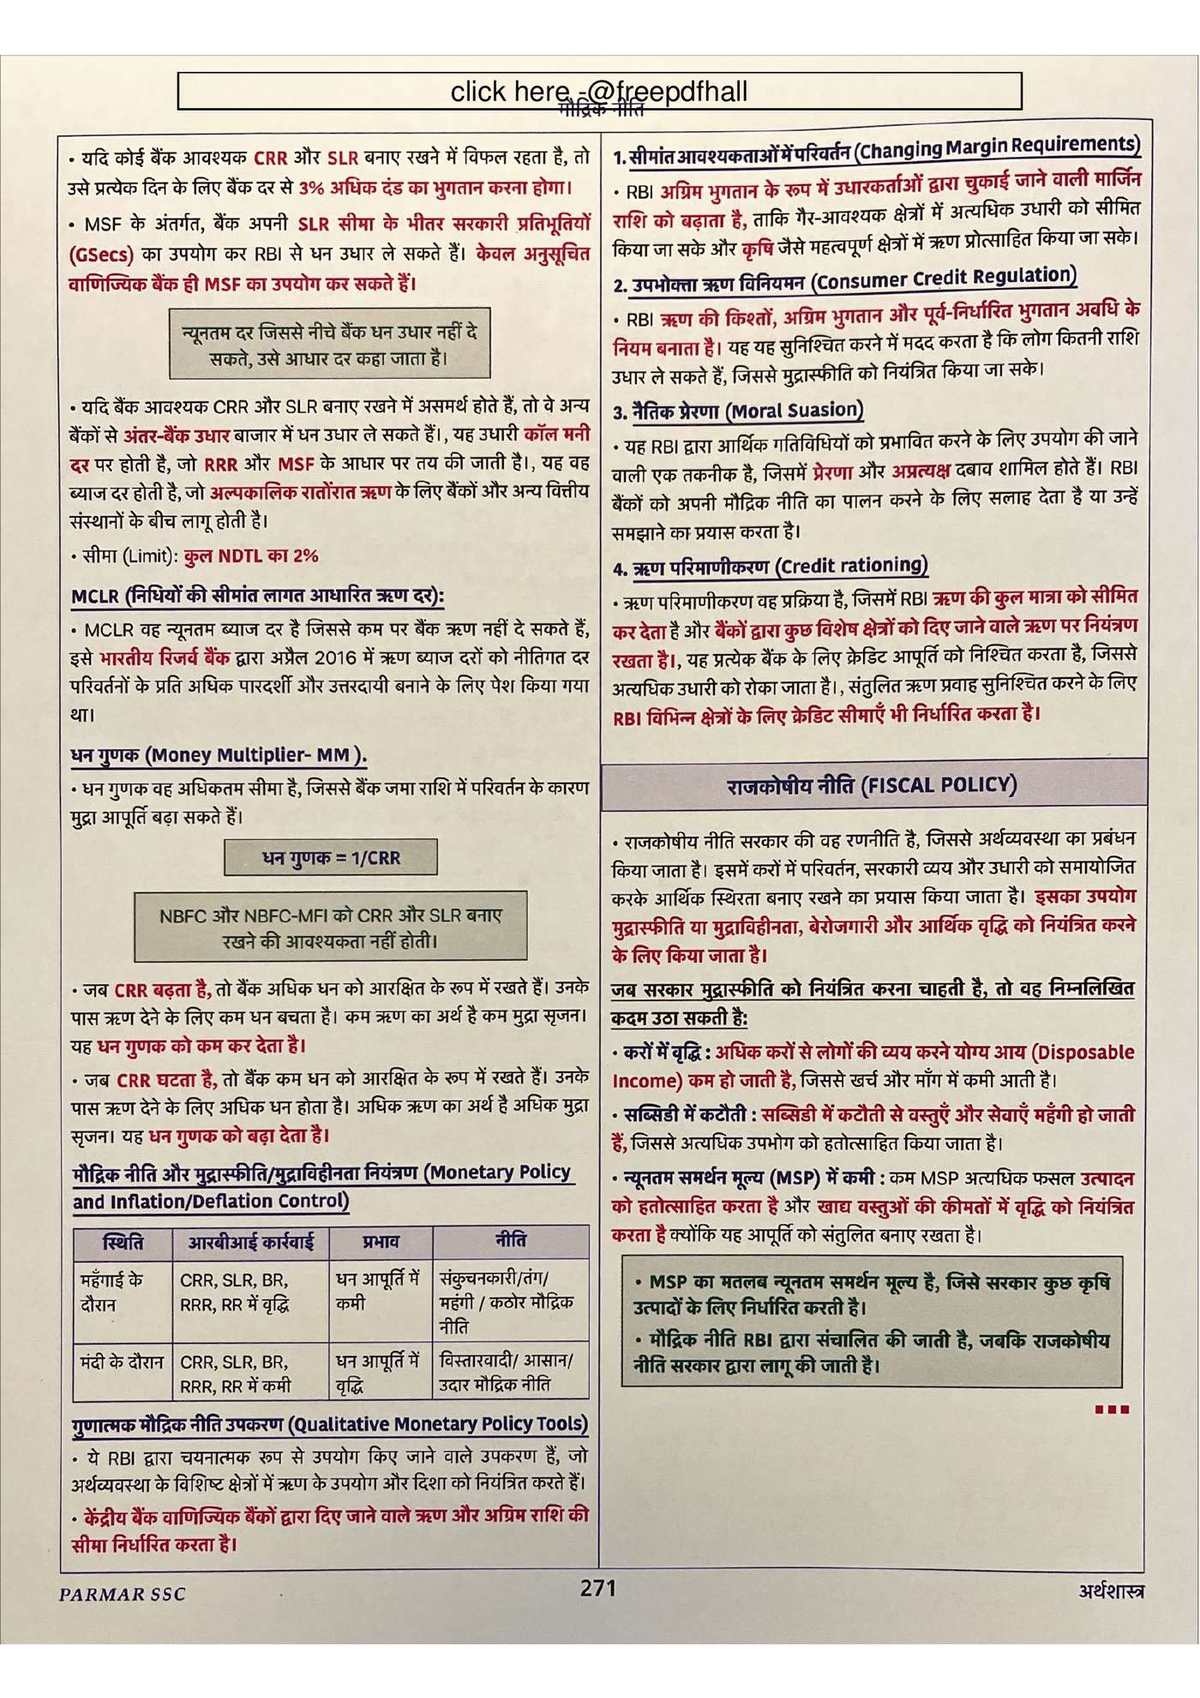 click here -@freepdfhall
मौद्रिक नीति
• यदि कोई बैंक आवश्यक CRR और SLR बनाए रखने में विफल रहता है, तो
उसे प्रत्येक दिन के लिए बैंक दर से 3% अधिक दंड का भुगतान करना होगा।
• MSF के अंतर्गत, बैंक अपनी SLR सीमा के भीतर सरकारी प्रतिभूतियों
(GSecs) का उपयोग कर RBI से धन उधार ले सकते हैं। केवल अनुसूचित
वाणिज्यिक बैंक ही MSF का उपयोग कर सकते हैं।
न्यूनतम दर जिससे नीचे बैंक धन उधार नहीं दे
सकते, उसे आधार दर कहा जाता है।
• यदि बैंक आवश्यक CRR और SLR बनाए रखने में असमर्थ होते हैं, तो वे अन्य
बैंकों से अंतर-बैंक उधार बाजार में धन उधार ले सकते हैं।, यह उधारी कॉल मनी
दर पर होती है, जो RRR और MSF के आधार पर तय की जाती है।, यह वह
ब्याज दर होती है, जो अल्पकालिक रातोंरात ऋण के लिए बैंकों और अन्य वित्तीय
संस्थानों के बीच लागू होती है।
• सीमा (Limit): कुल NDTL का 2%
MCLR (निधियों की सीमांत लागत आधारित ऋण दर):
• MCLR वह न्यूनतम ब्याज दर है जिससे कम पर बैंक ऋण नहीं दे सकते हैं,
इसे भारतीय रिजर्व बैंक द्वारा अप्रैल 2016 में ऋण ब्याज दरों को नीतिगत दर
परिवर्तनों के प्रति अधिक पारदर्शी और उत्तरदायी बनाने के लिए पेश किया गया
था।
धन गुणक (Money Multiplier- MM ).
• धन गुणक वह अधिकतम सीमा है, जिससे बैंक जमा राशि में परिवर्तन के कारण
मुद्रा आपूर्ति बढ़ा सकते हैं।
धन गुणक = 1/CRR
NBFC और NBFC-MFI को CRR और SLR बनाए
रखने की आवश्यकता नहीं होती।
• जब CRR बढ़ता है, तो बैंक अधिक धन को आरक्षित के रूप में रखते हैं। उनके
पास ऋण देने के लिए कम धन बचता है। कम ऋण का अर्थ है कम मुद्रा सृजन।
यह धन गुणक को कम कर देता है।
• जब CRR घटता है, तो बैंक कम धन को आरक्षित के रूप में रखते हैं। उनके
पास ऋण देने के लिए अधिक धन होता है। अधिक ऋण का अर्थ है अधिक मुद्रा
सृजन। यह धन गुणक को बढ़ा देता है।
मौद्रिक नीति और मुद्रास्फीति/मुद्राविहीनता नियंत्रण (Monetary Policy
and Inflation/Deflation Control)
स्थिति आरबीआई कार्रवाई प्रभाव नीति
महँगाई के दौरान CRR, SLR, BR, RRR, RR में वृद्धि धन आपूर्ति में कमी संकुचनकारी/तंग/ महंगी / कठोर मौद्रिक नीति
मंदी के दौरान CRR, SLR, BR, RRR, RR में कमी धन आपूर्ति में वृद्धि विस्तारवादी/ आसान/ उदार मौद्रिक नीति
गुणात्मक मौद्रिक नीति उपकरण (Qualitative Monetary Policy Tools)
• ये RBI द्वारा चयनात्मक रूप से उपयोग किए जाने वाले उपकरण हैं, जो
अर्थव्यवस्था के विशिष्ट क्षेत्रों में ऋण के उपयोग और दिशा को नियंत्रित करते हैं।
• केंद्रीय बैंक वाणिज्यिक बैंकों द्वारा दिए जाने वाले ऋण और अग्रिम राशि की
सीमा निर्धारित करता है।
1. सीमांत आवश्यकताओं में परिवर्तन (Changing Margin Requirements)
• RBI अग्रिम भुगतान के रूप में उधारकर्ताओं द्वारा चुकाई जाने वाली मार्जिन
राशि को बढ़ाता है, ताकि गैर-आवश्यक क्षेत्रों में अत्यधिक उधारी को सीमित
किया जा सके और कृषि जैसे महत्वपूर्ण क्षेत्रों में ऋण प्रोत्साहित किया जा सके।
2. उपभोक्ता ऋण विनियमन (Consumer Credit Regulation)
• RBI ऋण की किश्तों, अग्रिम भुगतान और पूर्व-निर्धारित भुगतान अवधि के
नियम बनाता है। यह यह सुनिश्चित करने में मदद करता है कि लोग कितनी राशि
उधार ले सकते हैं, जिससे मुद्रास्फीति को नियंत्रित किया जा सके।
3. नैतिक प्रेरणा (Moral Suasion)
• यह RBI द्वारा आर्थिक गतिविधियों को प्रभावित करने के लिए उपयोग की जाने
वाली एक तकनीक है, जिसमें प्रेरणा और अप्रत्यक्ष दबाव शामिल होते हैं। RBI
बैंकों को अपनी मौद्रिक नीति का पालन करने के लिए सलाह देता है या उन्हें
समझाने का प्रयास करता है।
4. ऋण परिमाणीकरण (Credit rationing)
• ऋण परिमाणीकरण वह प्रक्रिया है, जिसमें RBI ऋण की कुल मात्रा को सीमित
कर देता है और बैंकों द्वारा कुछ विशेष क्षेत्रों को दिए जाने वाले ऋण पर नियंत्रण
रखता है।, यह प्रत्येक बैंक के लिए क्रेडिट आपूर्ति को निश्चित करता है, जिससे
अत्यधिक उधारी को रोका जाता है।, संतुलित ऋण प्रवाह सुनिश्चित करने के लिए
RBI विभिन्न क्षेत्रों के लिए क्रेडिट सीमाएँ भी निर्धारित करता है।
राजकोषीय नीति (FISCAL POLICY)
• राजकोषीय नीति सरकार की वह रणनीति है, जिससे अर्थव्यवस्था का प्रबंधन
किया जाता है। इसमें करों में परिवर्तन, सरकारी व्यय और उधारी को समायोजित
करके आर्थिक स्थिरता बनाए रखने का प्रयास किया जाता है। इसका उपयोग
मुद्रास्फीति या मुद्राविहीनता, बेरोजगारी और आर्थिक वृद्धि को नियंत्रित करने
के लिए किया जाता है।
जब सरकार मुद्रास्फीति को नियंत्रित करना चाहती है, तो वह निम्नलिखित
कदम उठा सकती है:
• करों में वृद्धि : अधिक करों से लोगों की व्यय करने योग्य आय (Disposable
Income) कम हो जाती है, जिससे खर्च और माँग में कमी आती है।
• सब्सिडी में कटौती : सब्सिडी में कटौती से वस्तुएँ और सेवाएँ महँगी हो जाती
हैं, जिससे अत्यधिक उपभोग को हतोत्साहित किया जाता है।
• न्यूनतम समर्थन मूल्य (MSP) में कमी : कम MSP अत्यधिक फसल उत्पादन
को हतोत्साहित करता है और खाद्य वस्तुओं की कीमतों में वृद्धि को नियंत्रित
करता है क्योंकि यह आपूर्ति को संतुलित बनाए रखता है।
• MSP का मतलब न्यूनतम समर्थन मूल्य है, जिसे सरकार कुछ कृषि
उत्पादों के लिए निर्धारित करती है।
• मौद्रिक नीति RBI द्वारा संचालित की जाती है, जबकि राजकोषीय
नीति सरकार द्वारा लागू की जाती है।
PARMAR SSC
271
अर्थशास्त्र